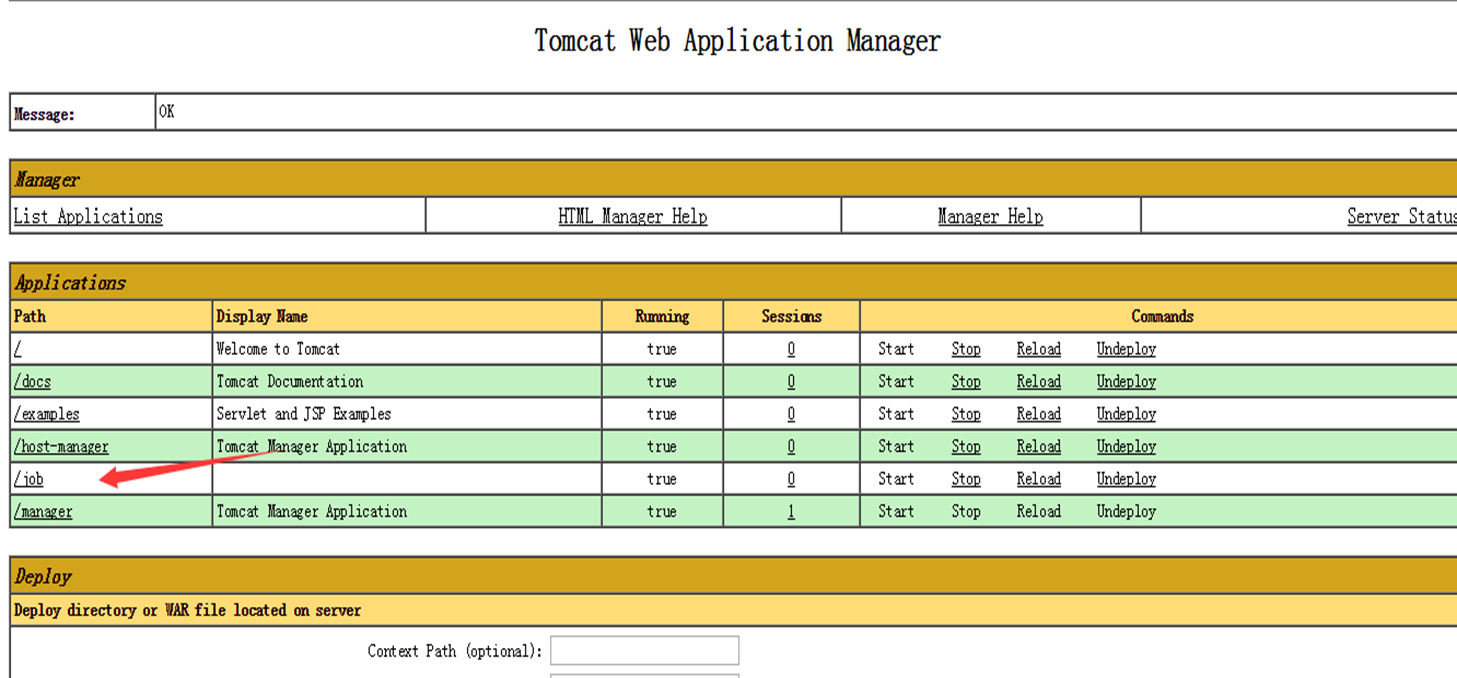 Tomcat Web Application Manager
Message: OK
Manager
List Applications HTML Manager Help Manager Help Server Status
Applications
Path Display Name Running Sessions Commands
/ Welcome to Tomcat true 0 Start Stop Reload Undeploy
/docs Tomcat Documentation true 0 Start Stop Reload Undeploy
/examples Servlet and JSP Examples true 0 Start Stop Reload Undeploy
/host-manager Tomcat Manager Application true 0 Start Stop Reload Undeploy
/job true 0 Start Stop Reload Undeploy
/manager Tomcat Manager Application true 1 Start Stop Reload Undeploy
Deploy
Deploy directory or WAR file located on server
Context Path (optional):